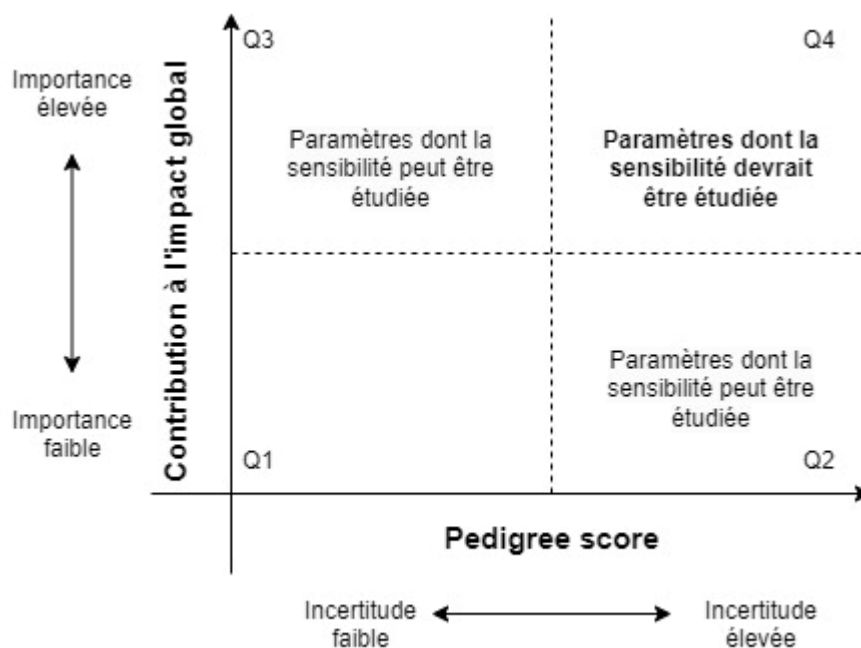 Q3
Q4
Importance
élevée
Contribution à l'impact global
Paramètres dont la
sensibilité peut être
étudiée
Paramètres dont la
sensibilité devrait
être étudiée
Importance
faible
Paramètres dont la
sensibilité peut être
étudiée
Q1
Q2
Pedigree score
Incertitude
faible
Incertitude
élevée